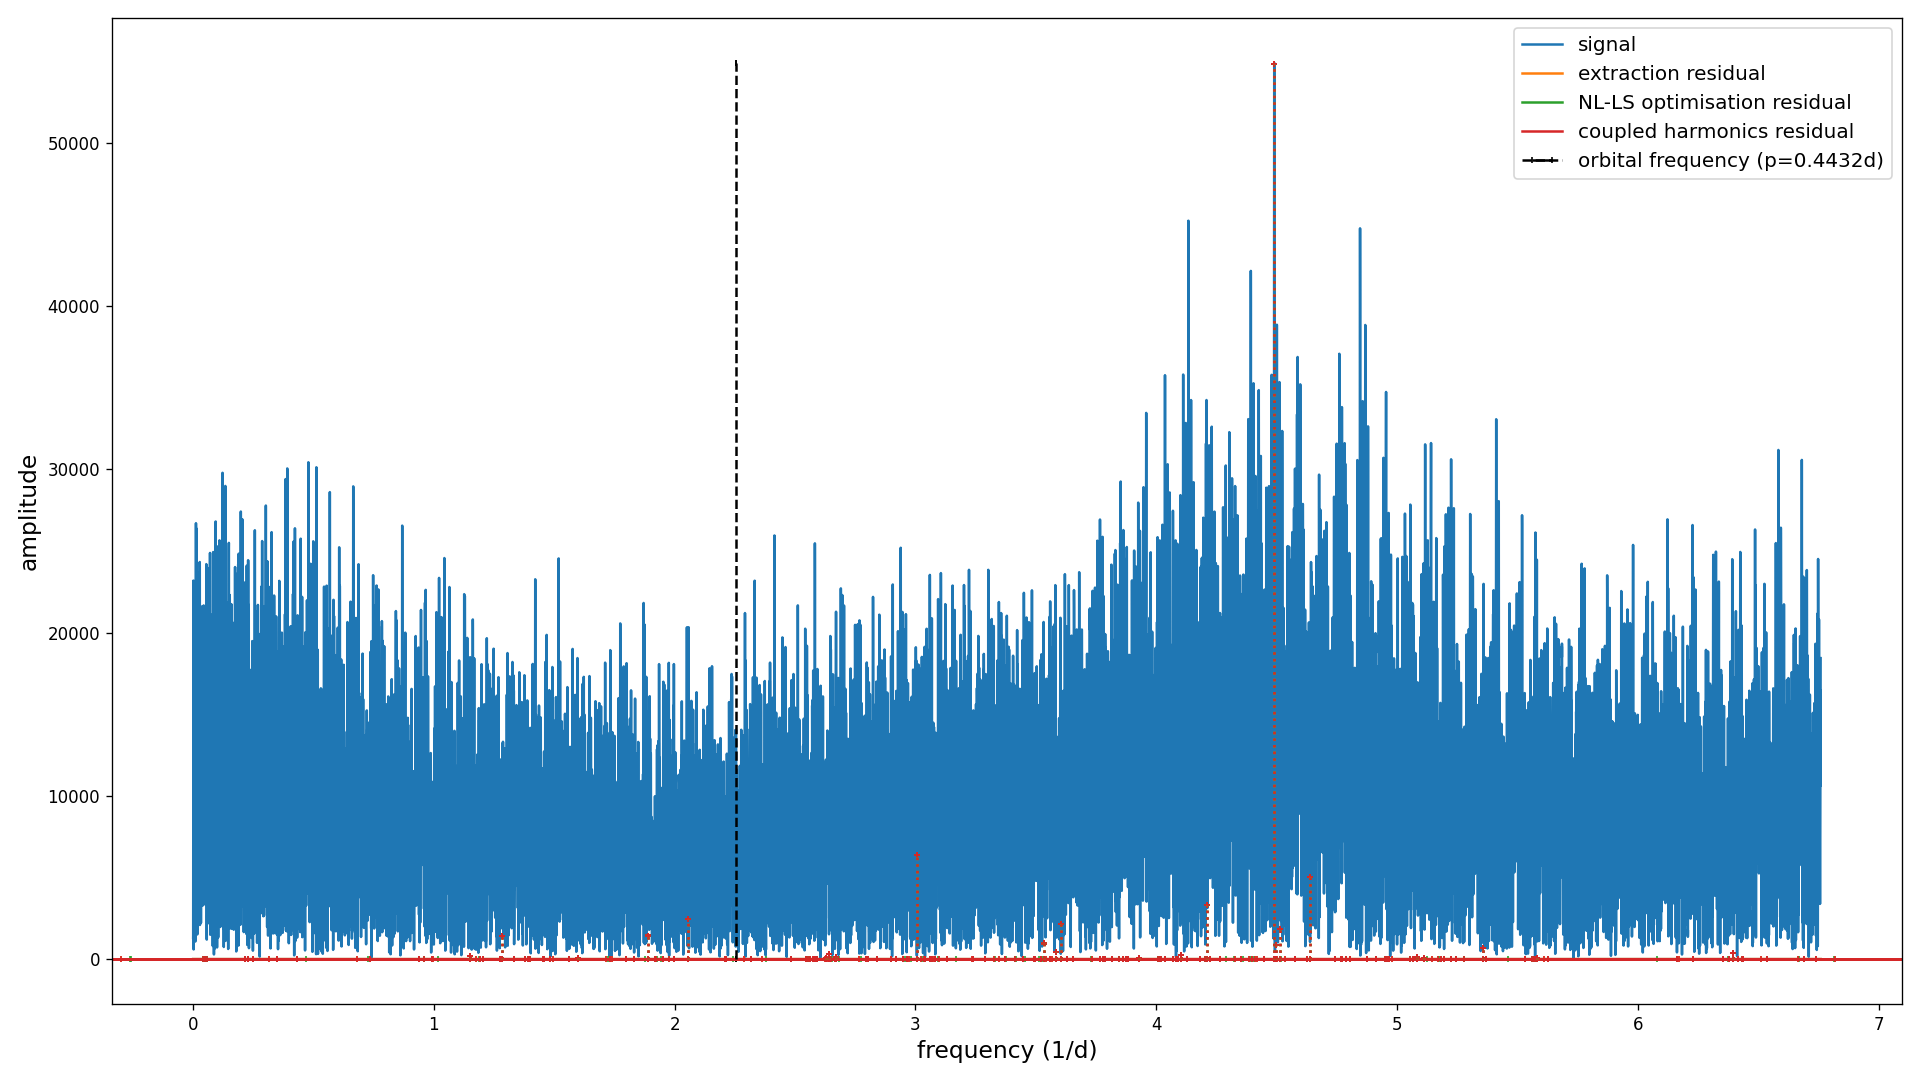 signal
extraction residual
NL-LS optimisation residual
coupled harmonics residual
orbital frequency (p=0.4432d)
amplitude
50000
40000
30000
20000
10000
0
0 1 2 3 4 5 6 7
frequency (1/d)